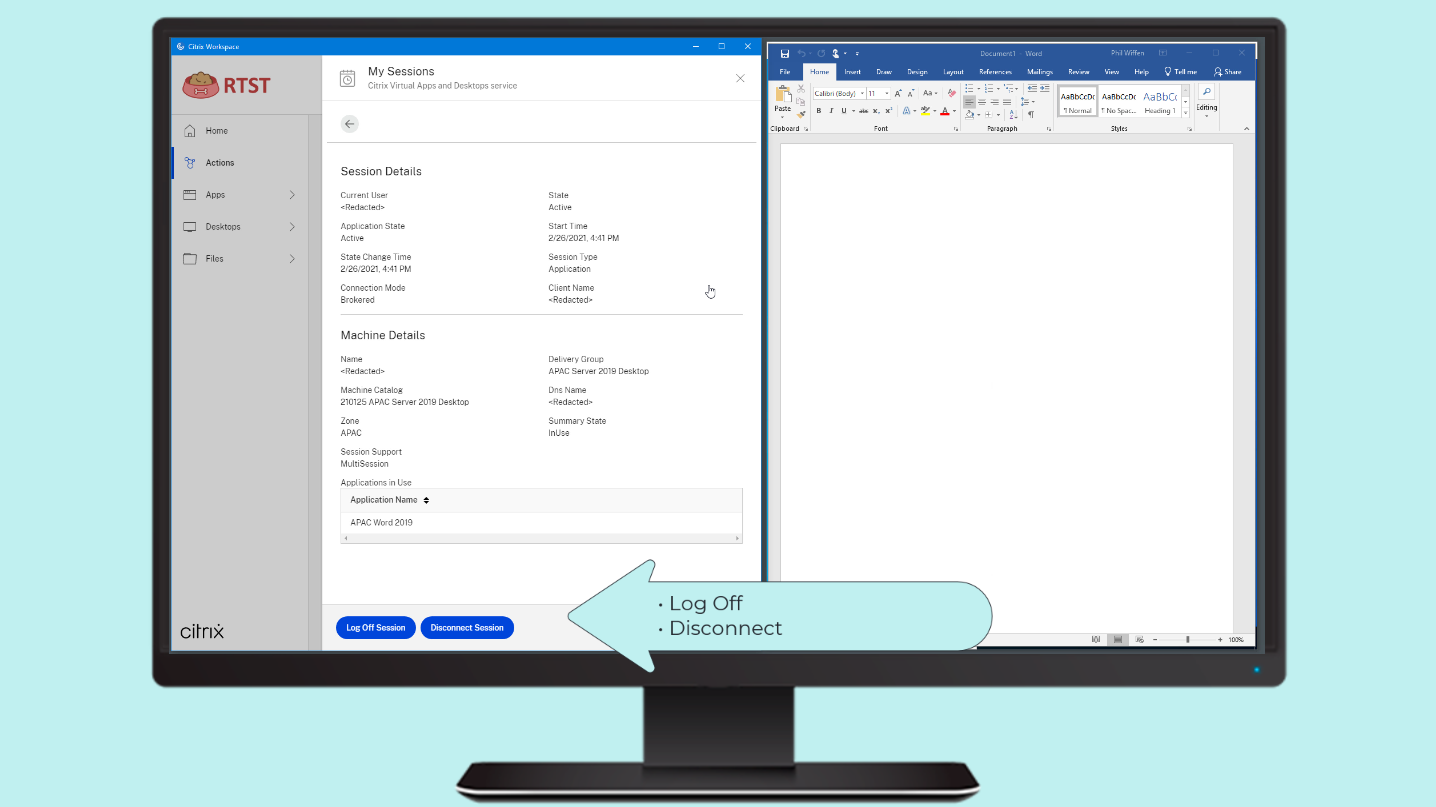 Citrix Workspace
RTST
Home
Actions
Apps
Desktops
Files
citrix
My Sessions
Citrix Virtual Apps and Desktops service
Session Details
Current User
<Redacted>
State
Active
Application State
Active
Start Time
2/26/2021, 4:41 PM
State Change Time
2/26/2021, 4:41 PM
Session Type
Application
Connection Mode
Brokered
Client Name
<Redacted>
Machine Details
Name
<Redacted>
Delivery Group
APAC Server 2019 Desktop
Machine Catalog
210125 APAC Server 2019 Desktop
Dns Name
<Redacted>
Zone
APAC
Summary State
InUse
Session Support
MultiSession
Applications in Use
Application Name
APAC Word 2019
Log Off Session
Disconnect Session
• Log Off
• Disconnect
Document1 - Word
Phil Wiffen
File Home Insert Draw Design Layout References Mailings Review View Help Tell me Share
Paste
Clipboard
Calibri (Body) 11 A A Aa
B I U abc x₂ x² A A
Font
Paragraph
AaBbCcDc AaBbCcDc AaBbCc
¶ Normal ¶ No Spac... Heading 1
Styles
Editing
100%